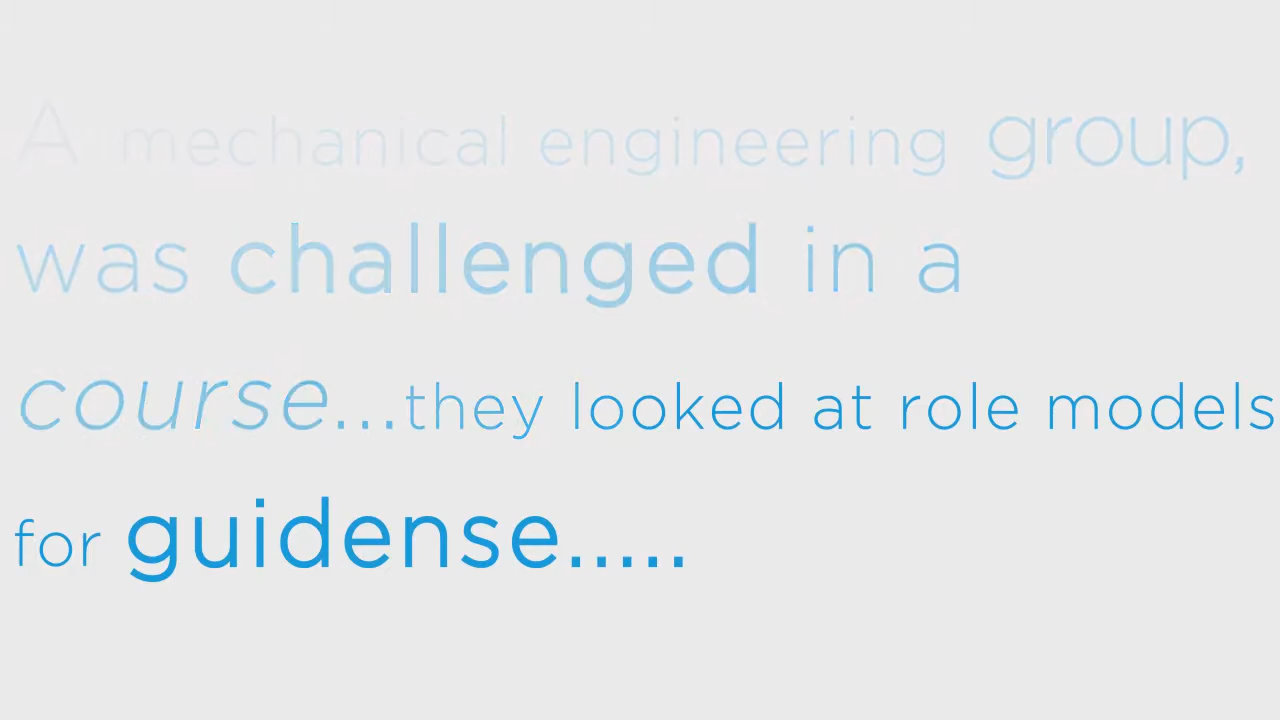 A mechanical engineering group,
was challenged in a
course...they looked at role models
for guidense.....